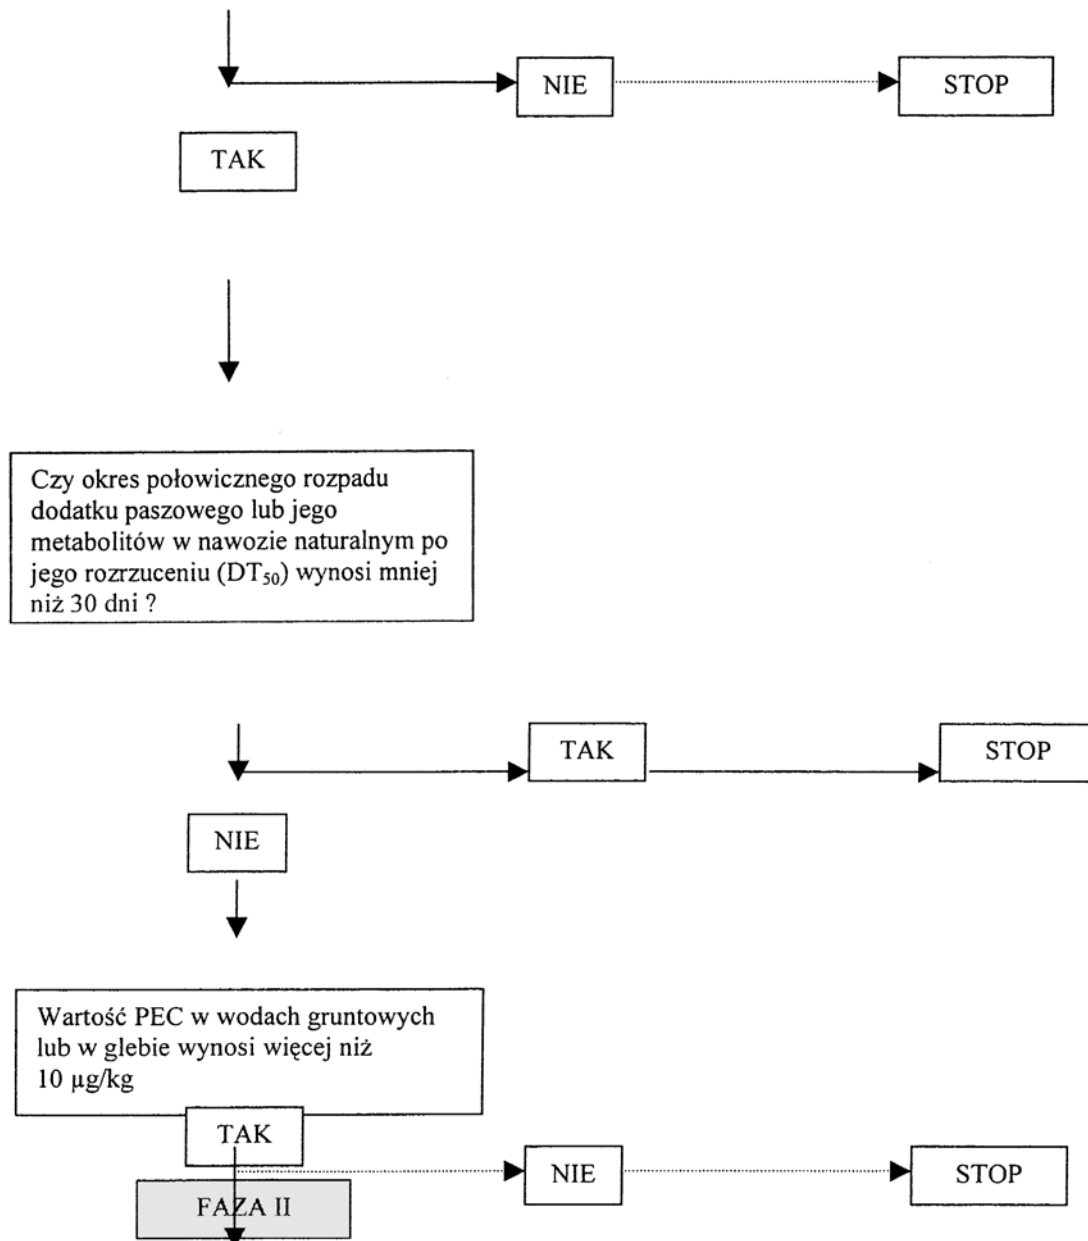 NIE
STOP
TAK
Czy okres połowicznego rozpadu
dodatku paszowego lub jego
metabolitów w nawozie naturalnym po
jego rozrzuceniu (DT₅₀) wynosi mniej
niż 30 dni ?
TAK
STOP
NIE
Wartość PEC w wodach gruntowych
lub w glebie wynosi więcej niż
10 µg/kg
TAK
NIE
STOP
FAZA II